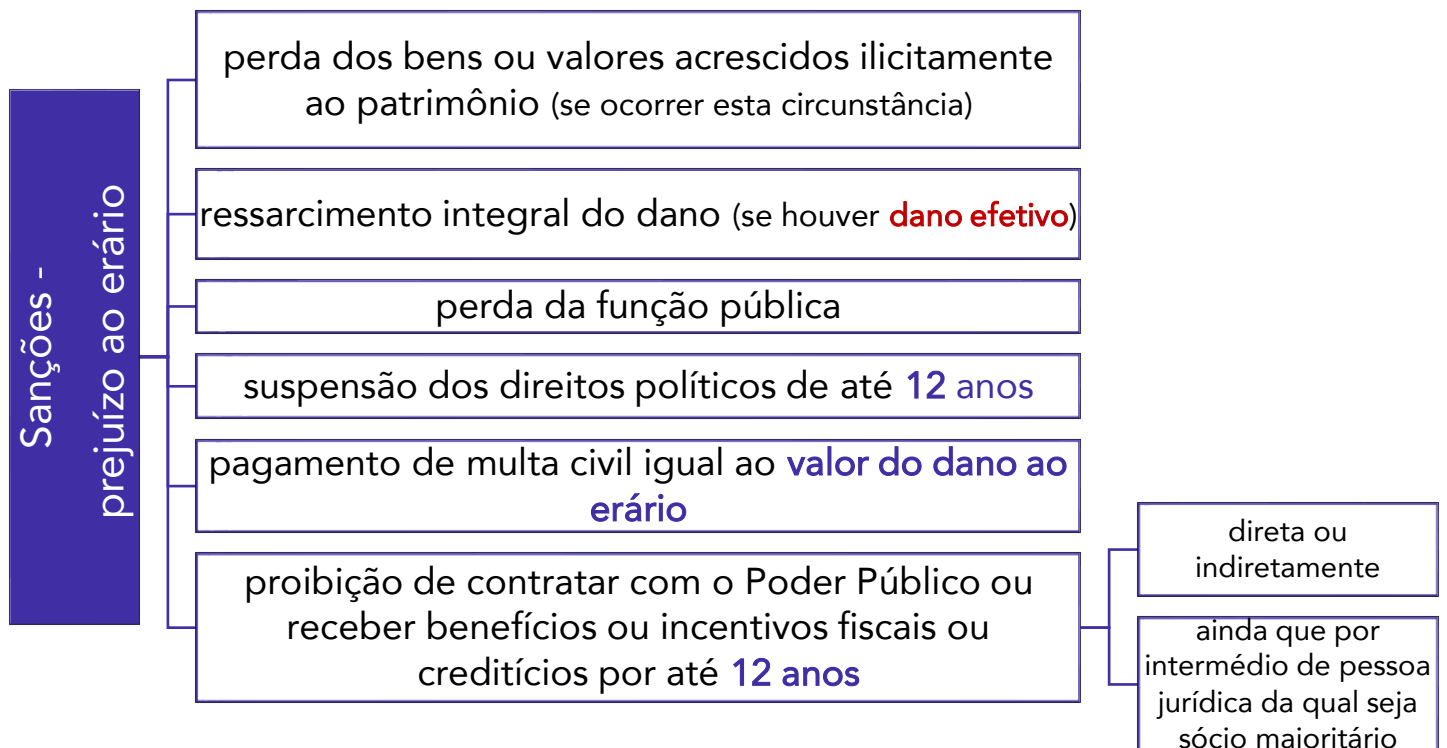 Sanções -
prejuízo ao erário
perda dos bens ou valores acrescidos ilicitamente
ao patrimônio (se ocorrer esta circunstância)
ressarcimento integral do dano (se houver dano efetivo)
perda da função pública
suspensão dos direitos políticos de até 12 anos
pagamento de multa civil igual ao valor do dano ao
erário
proibição de contratar com o Poder Público ou
receber benefícios ou incentivos fiscais ou
creditícios por até 12 anos
direta ou
indiretamente
ainda que por
intermédio de pessoa
jurídica da qual seja
sócio majoritário